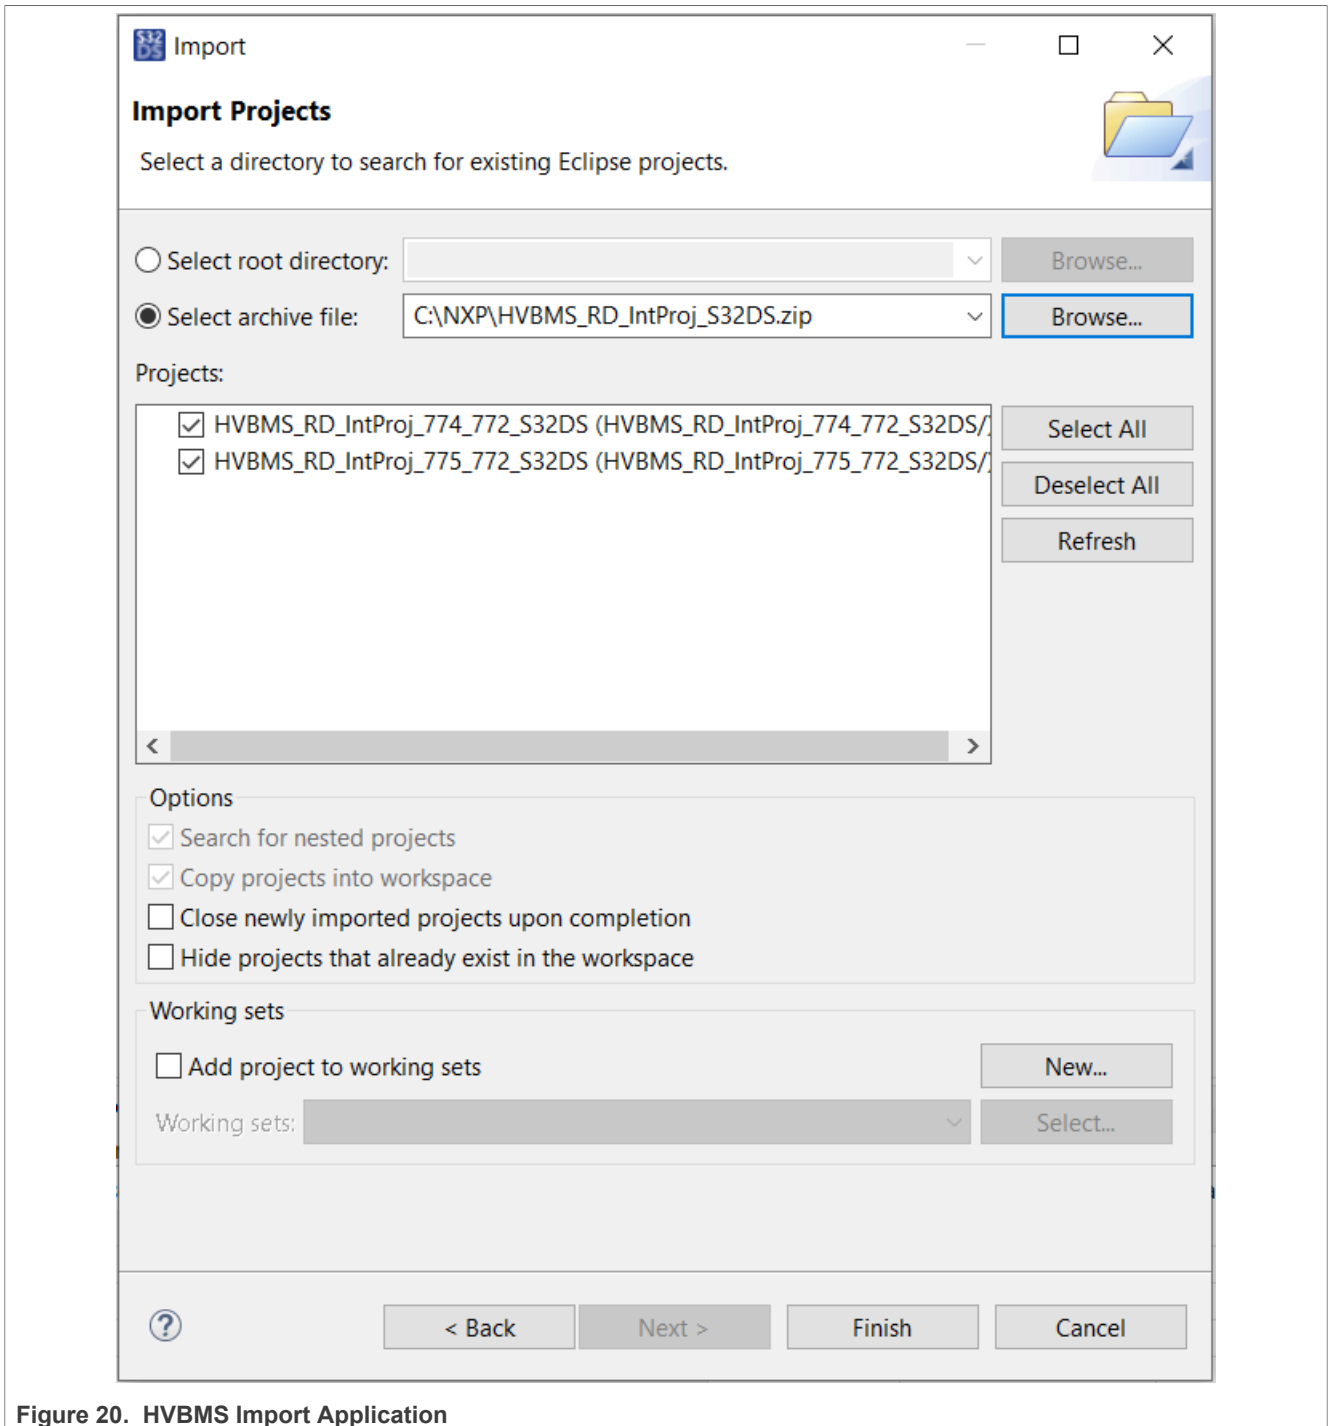 S32
DS
Import
Import Projects
Select a directory to search for existing Eclipse projects.
Select root directory:
Browse...
Select archive file:
C:\NXP\HVBMS_RD_IntProj_S32DS.zip
Browse...
Projects:
HVBMS_RD_IntProj_774_772_S32DS (HVBMS_RD_IntProj_774_772_S32DS/)
HVBMS_RD_IntProj_775_772_S32DS (HVBMS_RD_IntProj_775_772_S32DS/)
Select All
Deselect All
Refresh
Options
Search for nested projects
Copy projects into workspace
Close newly imported projects upon completion
Hide projects that already exist in the workspace
Working sets
Add project to working sets
New...
Working sets:
Select...
?
< Back
Next >
Finish
Cancel
Figure 20. HVBMS Import Application